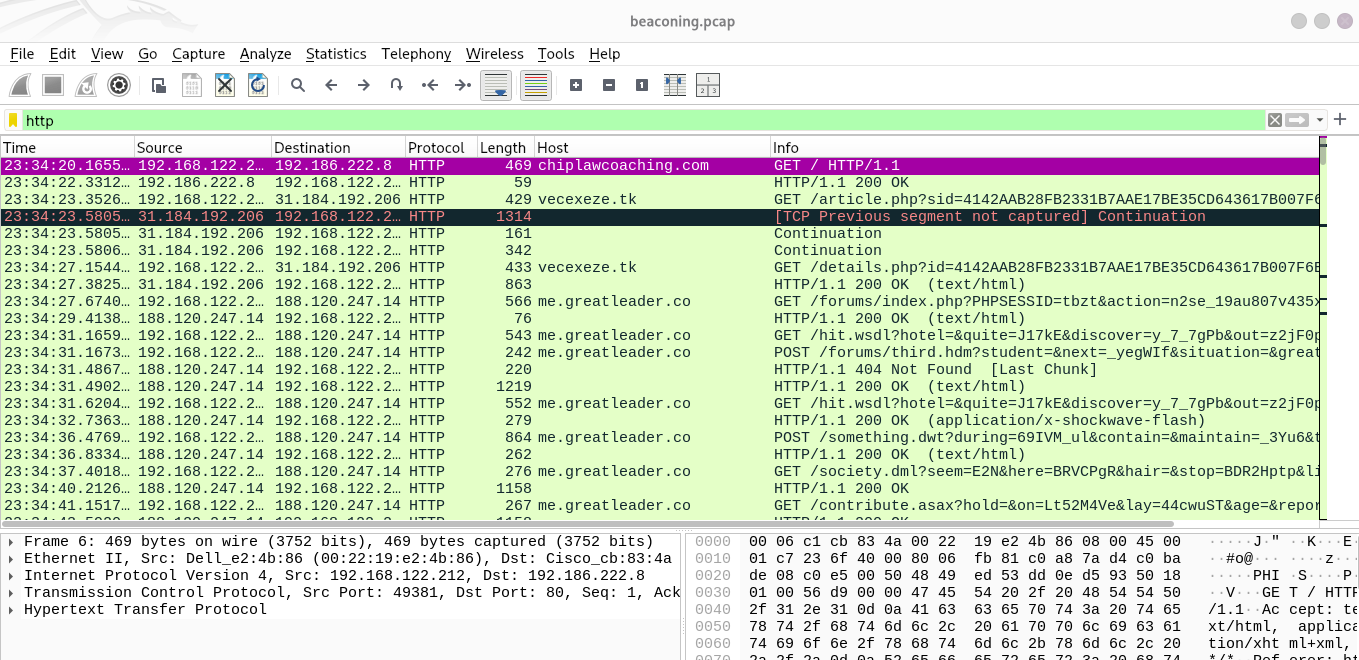 beaconing.pcap
File Edit View Go Capture Analyze Statistics Telephony Wireless Tools Help
http
Time Source Destination Protocol Length Host Info
23:34:20.1655… 192.168.122.2… 192.186.222.8 HTTP 469 chiplawcoaching.com GET / HTTP/1.1
23:34:22.3312… 192.186.222.8 192.168.122.2… HTTP 59 HTTP/1.1 200 OK
23:34:23.3526… 192.168.122.2… 31.184.192.206 HTTP 429 vecexeze.tk GET /article.php?sid=4142AAB28FB2331B7AAE17BE35CD643617B007F6
23:34:23.5805… 31.184.192.206 192.168.122.2… HTTP 1314 [TCP Previous segment not captured] Continuation
23:34:23.5805… 31.184.192.206 192.168.122.2… HTTP 161 Continuation
23:34:23.5806… 31.184.192.206 192.168.122.2… HTTP 342 Continuation
23:34:27.1544… 192.168.122.2… 31.184.192.206 HTTP 433 vecexeze.tk GET /details.php?id=4142AAB28FB2331B7AAE17BE35CD643617B007F6E
23:34:27.3825… 31.184.192.206 192.168.122.2… HTTP 863 HTTP/1.1 200 OK (text/html)
23:34:27.6740… 192.168.122.2… 188.120.247.14 HTTP 566 me.greatleader.co GET /forums/index.php?PHPSESSID=tbzt&action=n2se_19au807v435x
23:34:29.4138… 188.120.247.14 192.168.122.2… HTTP 76 HTTP/1.1 200 OK (text/html)
23:34:31.1659… 192.168.122.2… 188.120.247.14 HTTP 543 me.greatleader.co GET /hit.wsdl?hotel=&quite=J17kE&discover=y_7_7gPb&out=z2jF0p
23:34:31.1673… 192.168.122.2… 188.120.247.14 HTTP 242 me.greatleader.co POST /forums/third.hdm?student=&next=_yegWIf&situation=&great
23:34:31.4867… 188.120.247.14 192.168.122.2… HTTP 220 HTTP/1.1 404 Not Found [Last Chunk]
23:34:31.4902… 188.120.247.14 192.168.122.2… HTTP 1219 HTTP/1.1 200 OK (text/html)
23:34:31.6204… 192.168.122.2… 188.120.247.14 HTTP 552 me.greatleader.co GET /hit.wsdl?hotel=&quite=J17kE&discover=y_7_7gPb&out=z2jF0p
23:34:32.7363… 188.120.247.14 192.168.122.2… HTTP 279 HTTP/1.1 200 OK (application/x-shockwave-flash)
23:34:36.4769… 192.168.122.2… 188.120.247.14 HTTP 864 me.greatleader.co POST /something.dwt?during=69IVM_ul&contain=&maintain=_3Yu6&t
23:34:36.8334… 188.120.247.14 192.168.122.2… HTTP 262 HTTP/1.1 200 OK (text/html)
23:34:37.4018… 192.168.122.2… 188.120.247.14 HTTP 276 me.greatleader.co GET /society.dml?seem=E2N&here=BRVCPgR&hair=&stop=BDR2Hptp&li
23:34:40.2126… 188.120.247.14 192.168.122.2… HTTP 1158 HTTP/1.1 200 OK
23:34:41.1517… 192.168.122.2… 188.120.247.14 HTTP 267 me.greatleader.co GET /contribute.asax?hold=&on=Lt52M4Ve&lay=44cwuST&age=&repor
Frame 6: 469 bytes on wire (3752 bits), 469 bytes captured (3752 bits)
Ethernet II, Src: Dell_e2:4b:86 (00:22:19:e2:4b:86), Dst: Cisco_cb:83:4a
Internet Protocol Version 4, Src: 192.168.122.212, Dst: 192.186.222.8
Transmission Control Protocol, Src Port: 49381, Dst Port: 80, Seq: 1, Ack
Hypertext Transfer Protocol
0000 00 06 c1 cb 83 4a 00 22 19 e2 4b 86 08 00 45 00 ·····J·" ··K···E·
0010 01 c7 23 6f 40 00 80 06 fb 81 c0 a8 7a d4 c0 ba ··#o@··· ····z···
0020 de 08 c0 e5 00 50 48 49 ed 53 dd 0e d5 93 50 18 ·····PHI ·S····P·
0030 01 00 56 d9 00 00 47 45 54 20 2f 20 48 54 54 50 ··V···GE T / HTTP
0040 2f 31 2e 31 0d 0a 41 63 63 65 70 74 3a 20 74 65 /1.1··Ac cept: te
0050 78 74 2f 68 74 6d 6c 2c 20 61 70 70 6c 69 63 61 xt/html, applica
0060 74 69 6f 6e 2f 78 68 74 6d 6c 2b 78 6d 6c 2c 20 tion/xht ml+xml,